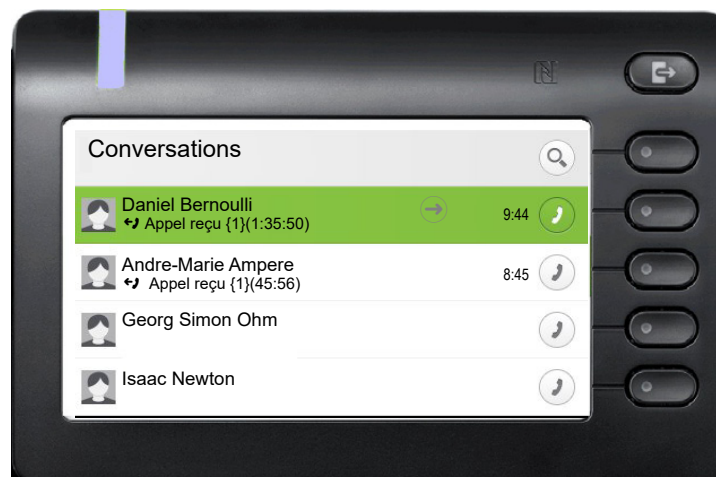 Conversations
Daniel Bernoulli
Appel reçu {1}(1:35:50)
9:44
Andre-Marie Ampere
Appel reçu {1}(45:56)
8:45
Georg Simon Ohm
Isaac Newton